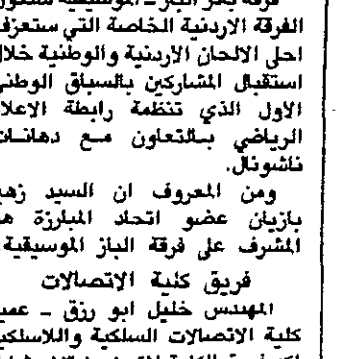 الفرقة الاردنية الخاصة التي ستعزف
احلى الالحان الاردنية والوطنية خلال
استقبال المشاركين بالسباق الوطني
الاول الذي تنظمة رابطة الاعلام
الرياضي بالتعاون مع دهانات
ناشونال.
ومن المعروف ان السيد زهير
بازيان عضو اتحاد المبارزة هو
المشرف على فرقة الباز الموسيقية.
فريق كلية الاتصالات
المهندس خليل ابو رزق ـ عميد
كلية الاتصالات السلكية واللاسلكية